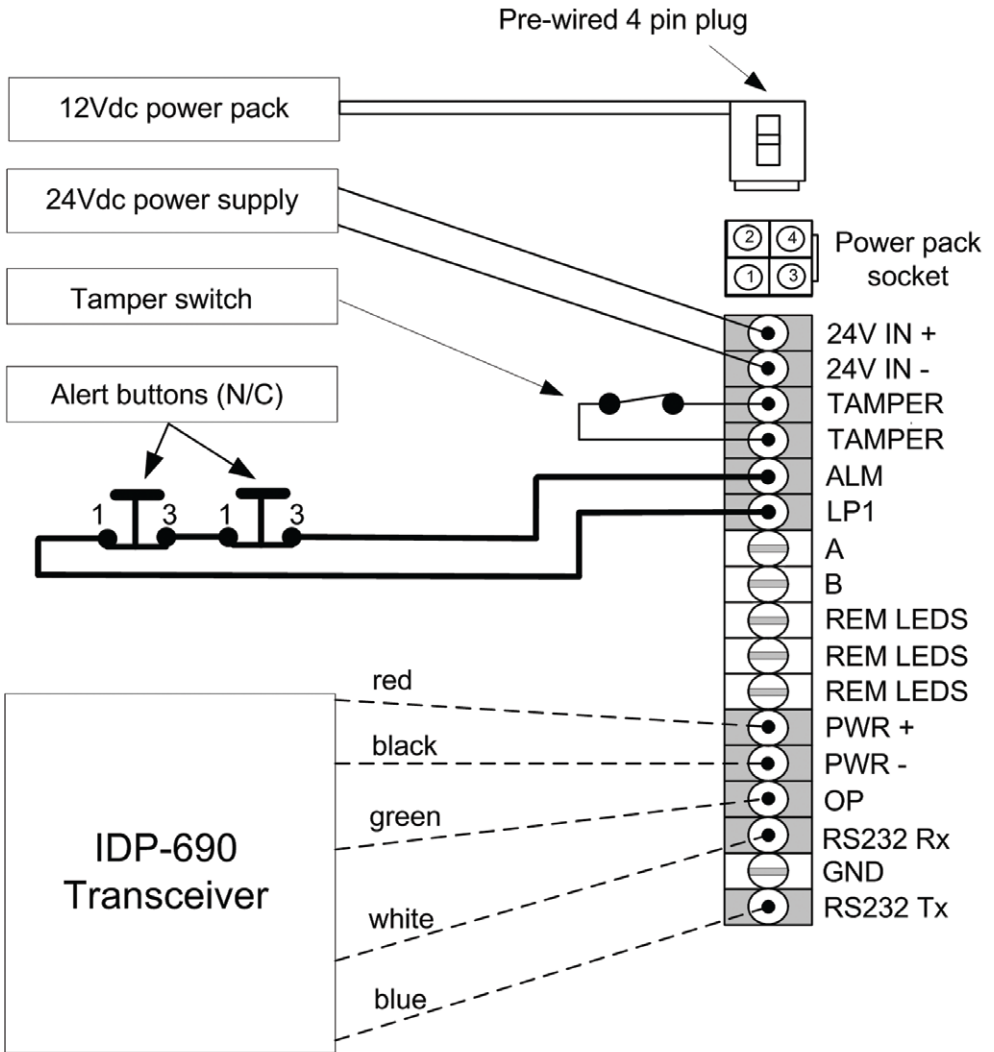 Pre-wired 4 pin plug
12Vdc power pack
24Vdc power supply
Tamper switch
Alert buttons (N/C)
2 4
1 3
Power pack
socket
24V IN +
24V IN -
TAMPER
TAMPER
ALM
LP1
A
B
REM LEDS
REM LEDS
REM LEDS
PWR +
PWR -
OP
RS232 Rx
GND
RS232 Tx
1 3 1 3
red
black
green
white
blue
IDP-690
Transceiver